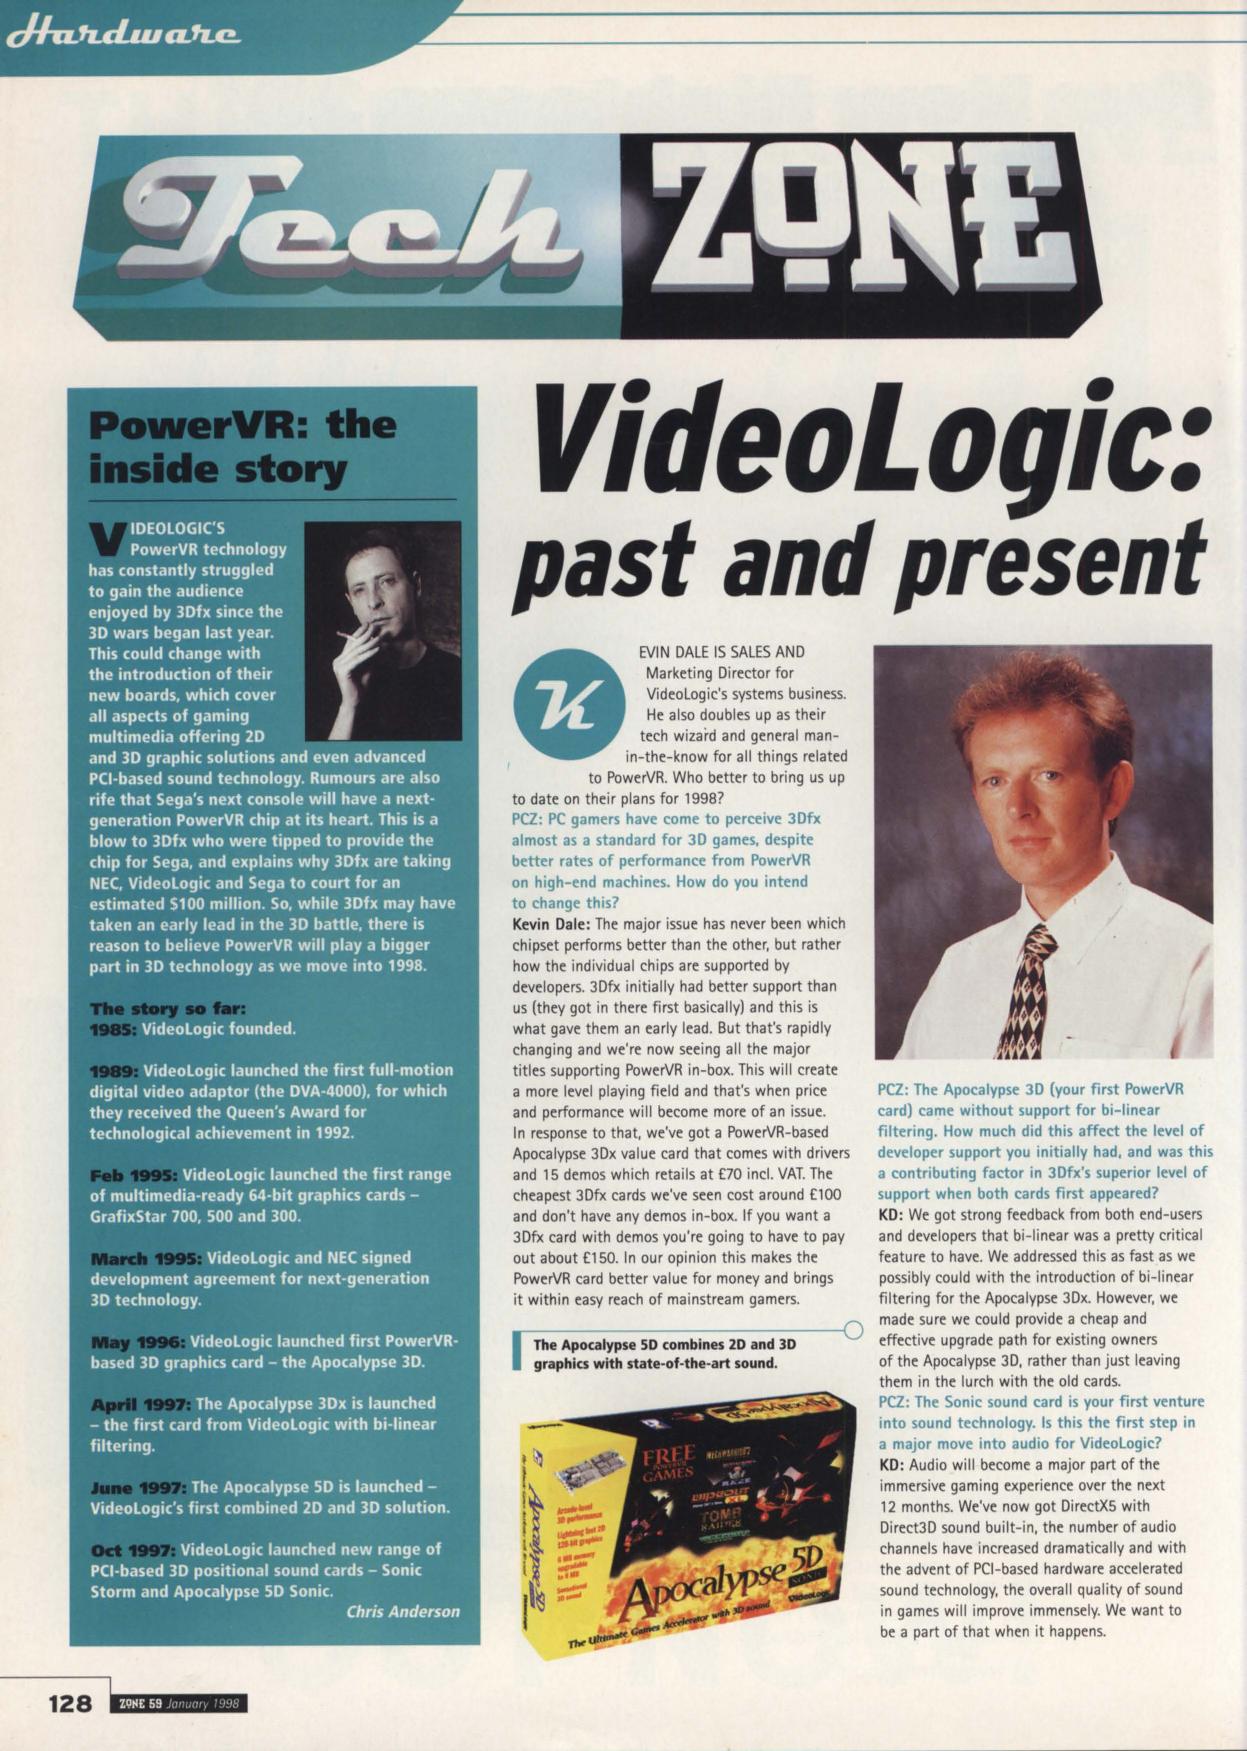 Hardware
Tech ZONE
PowerVR: the
inside story
VIDEOLOGIC'S
PowerVR technology
has constantly struggled
to gain the audience
enjoyed by 3Dfx since the
3D wars began last year.
This could change with
the introduction of their
new boards, which cover
all aspects of gaming
multimedia offering 2D
and 3D graphic solutions and even advanced
PCI-based sound technology. Rumours are also
rife that Sega's next console will have a next-
generation PowerVR chip at its heart. This is a
blow to 3Dfx who were tipped to provide the
chip for Sega, and explains why 3Dfx are taking
NEC, VideoLogic and Sega to court for an
estimated $100 million. So, while 3Dfx may have
taken an early lead in the 3D battle, there is
reason to believe PowerVR will play a bigger
part in 3D technology as we move into 1998.
The story so far:
1985: VideoLogic founded.
1989: VideoLogic launched the first full-motion
digital video adaptor (the DVA-4000), for which
they received the Queen's Award for
technological achievement in 1992.
Feb 1995: VideoLogic launched the first range
of multimedia-ready 64-bit graphics cards –
GrafixStar 700, 500 and 300.
March 1995: VideoLogic and NEC signed
development agreement for next-generation
3D technology.
May 1996: VideoLogic launched first PowerVR-
based 3D graphics card – the Apocalypse 3D.
April 1997: The Apocalypse 3Dx is launched
– the first card from VideoLogic with bi-linear
filtering.
June 1997: The Apocalypse 5D is launched –
VideoLogic's first combined 2D and 3D solution.
Oct 1997: VideoLogic launched new range of
PCI-based 3D positional sound cards – Sonic
Storm and Apocalypse 5D Sonic.
Chris Anderson
VideoLogic:
past and present
KEVIN DALE IS SALES AND
Marketing Director for
VideoLogic's systems business.
He also doubles up as their
tech wizard and general man-
in-the-know for all things related
to PowerVR. Who better to bring us up
to date on their plans for 1998?
PCZ: PC gamers have come to perceive 3Dfx
almost as a standard for 3D games, despite
better rates of performance from PowerVR
on high-end machines. How do you intend
to change this?
Kevin Dale: The major issue has never been which
chipset performs better than the other, but rather
how the individual chips are supported by
developers. 3Dfx initially had better support than
us (they got in there first basically) and this is
what gave them an early lead. But that's rapidly
changing and we're now seeing all the major
titles supporting PowerVR in-box. This will create
a more level playing field and that's when price
and performance will become more of an issue.
In response to that, we've got a PowerVR-based
Apocalypse 3Dx value card that comes with drivers
and 15 demos which retails at £70 incl. VAT. The
cheapest 3Dfx cards we've seen cost around £100
and don't have any demos in-box. If you want a
3Dfx card with demos you're going to have to pay
out about £150. In our opinion this makes the
PowerVR card better value for money and brings
it within easy reach of mainstream gamers.
The Apocalypse 5D combines 2D and 3D
graphics with state-of-the-art sound.
Apocalypse 5D
FREE
POWERVR
GAMES
MECHWARRIOR 2
RACE
WIPEOUT
XL
TOMB
RAIDER
Arcade-level
3D performance
Lightning fast 2D
128-bit graphics
6 MB memory
upgradable
to 8 MB
Sensational
3D sound
Apocalypse 5D
Apocalypse 5D
SONIC
VideoLogic
The Ultimate Games Accelerator with 3D sound
PCZ: The Apocalypse 3D (your first PowerVR
card) came without support for bi-linear
filtering. How much did this affect the level of
developer support you initially had, and was this
a contributing factor in 3Dfx's superior level of
support when both cards first appeared?
KD: We got strong feedback from both end-users
and developers that bi-linear was a pretty critical
feature to have. We addressed this as fast as we
possibly could with the introduction of bi-linear
filtering for the Apocalypse 3Dx. However, we
made sure we could provide a cheap and
effective upgrade path for existing owners
of the Apocalypse 3D, rather than just leaving
them in the lurch with the old cards.
PCZ: The Sonic sound card is your first venture
into sound technology. Is this the first step in
a major move into audio for VideoLogic?
KD: Audio will become a major part of the
immersive gaming experience over the next
12 months. We've now got DirectX5 with
Direct3D sound built-in, the number of audio
channels have increased dramatically and with
the advent of PCI-based hardware accelerated
sound technology, the overall quality of sound
in games will improve immensely. We want to
be a part of that when it happens.
128 ZONE 59 January 1998